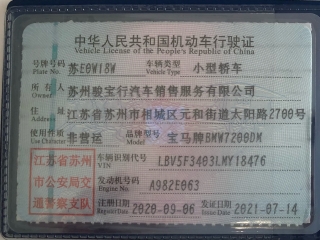 中华人民共和国机动车行驶证
Vehicle License of the People's Republic of China
号牌号码 苏E0W18W 车辆类型 小型轿车
Plate No. Vehicle Type
所有人 苏州骏宝行汽车销售服务有限公司
Owner
住址 江苏省苏州市相城区元和街道太阳路2700号
Address
使用性质 非营运 品牌型号 宝马牌BMW7200DM
Use Character Model
江苏省苏州 车辆识别代号 LBV5F3403LMY18476
VIN
市公安局交 发动机号码 A982E063
Engine No.
通警察支队 注册日期 2020-09-06 发证日期 2021-07-14
Register Date Issue Date